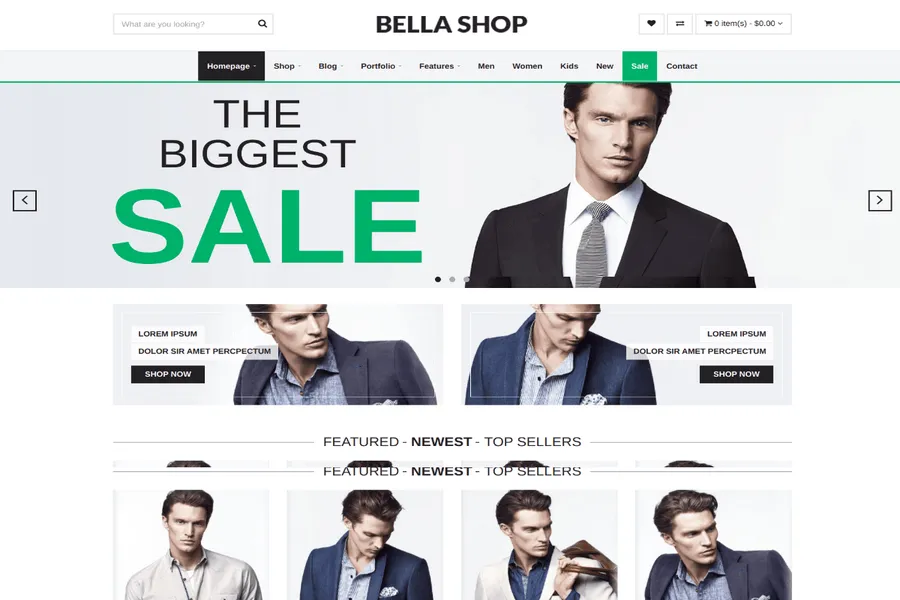 What are you looking?
BELLA SHOP
0 item(s) - $0.00
Homepage Shop Blog Portfolio Features Men Women Kids New Sale Contact
THE
BIGGEST
SALE
LOREM IPSUM
DOLOR SIR AMET PERCPECTUM
SHOP NOW
LOREM IPSUM
DOLOR SIR AMET PERCPECTUM
SHOP NOW
FEATURED - NEWEST - TOP SELLERS
FEATURED - NEWEST - TOP SELLERS